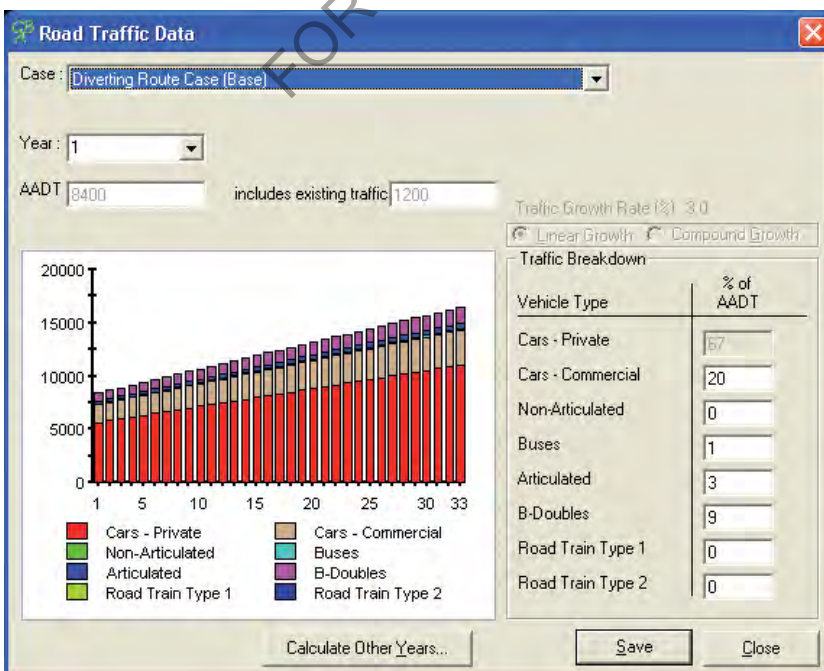 Road Traffic Data
FOR
Case : Diverting Route Case (Base)
Year : 1
AADT 8400 includes existing traffic 1200
Traffic Growth Rate (%) 3.0
Linear Growth Compound Growth
Traffic Breakdown
Vehicle Type % of AADT
Cars - Private 67
Cars - Commercial 20
Non-Articulated 0
Buses 1
Articulated 3
B-Doubles 9
Road Train Type 1 0
Road Train Type 2 0
20000
15000
10000
5000
0
1 5 10 15 20 25 30 33
Cars - Private Cars - Commercial
Non-Articulated Buses
Articulated B-Doubles
Road Train Type 1 Road Train Type 2
Calculate Other Years... Save Close